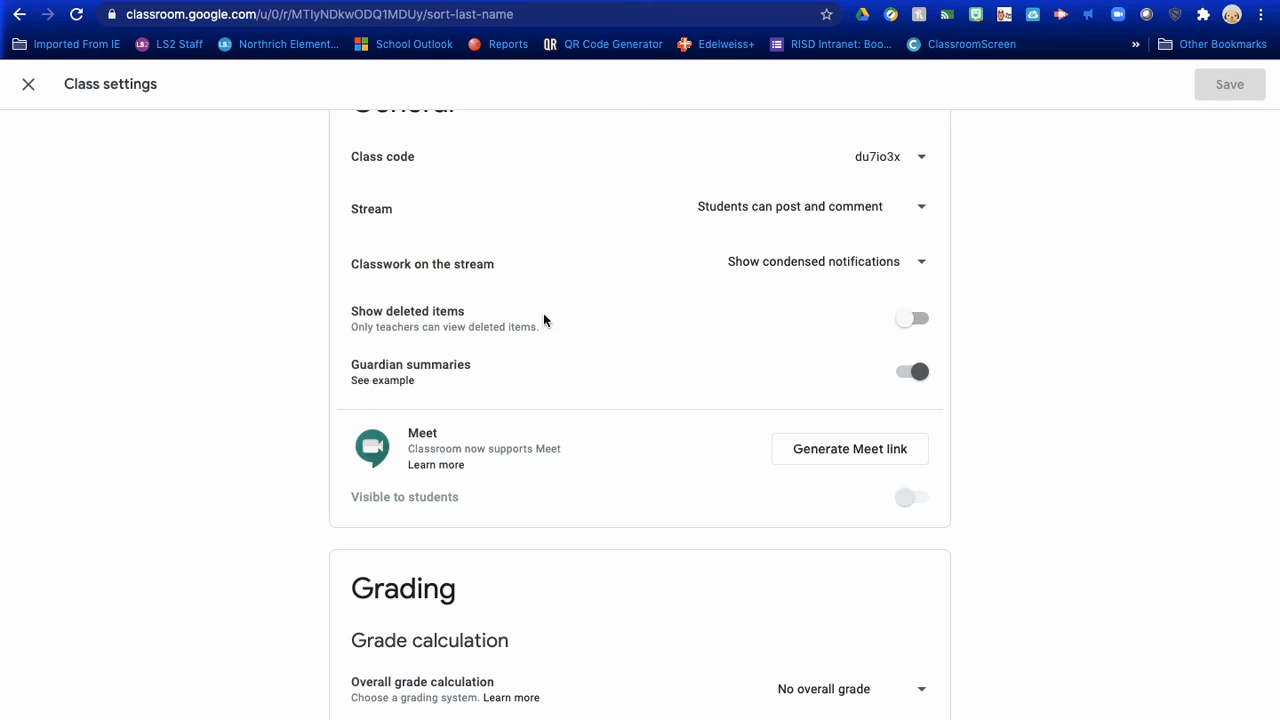 classroom.google.com/u/0/r/MTIyNDkwODQ1MDUy/sort-last-name
Imported From IE
LS2 Staff
Northrich Element...
School Outlook
Reports
QR Code Generator
Edelweiss+
RISD Intranet: Boo...
ClassroomScreen
»
Other Bookmarks
Class settings
Save
General
Class code
du7io3x
Stream
Students can post and comment
Classwork on the stream
Show condensed notifications
Show deleted items
Only teachers can view deleted items.
Guardian summaries
See example
Meet
Classroom now supports Meet
Learn more
Generate Meet link
Visible to students
Grading
Grade calculation
Overall grade calculation
Choose a grading system. Learn more
No overall grade